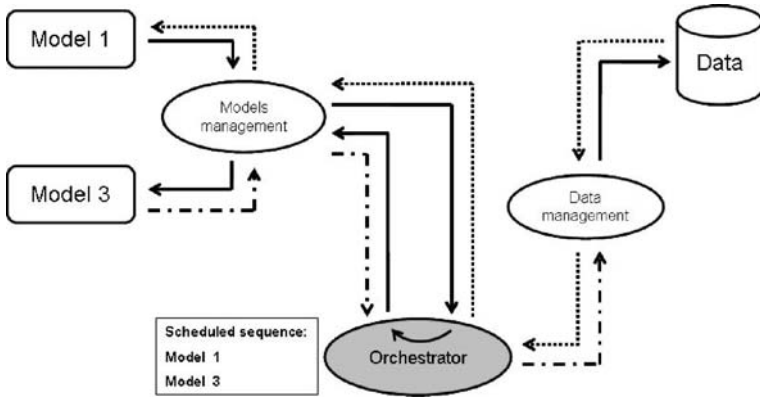 Model 1
Data
Models
management
Model 3
Data
management
Scheduled sequence:
Model 1
Model 3
Orchestrator